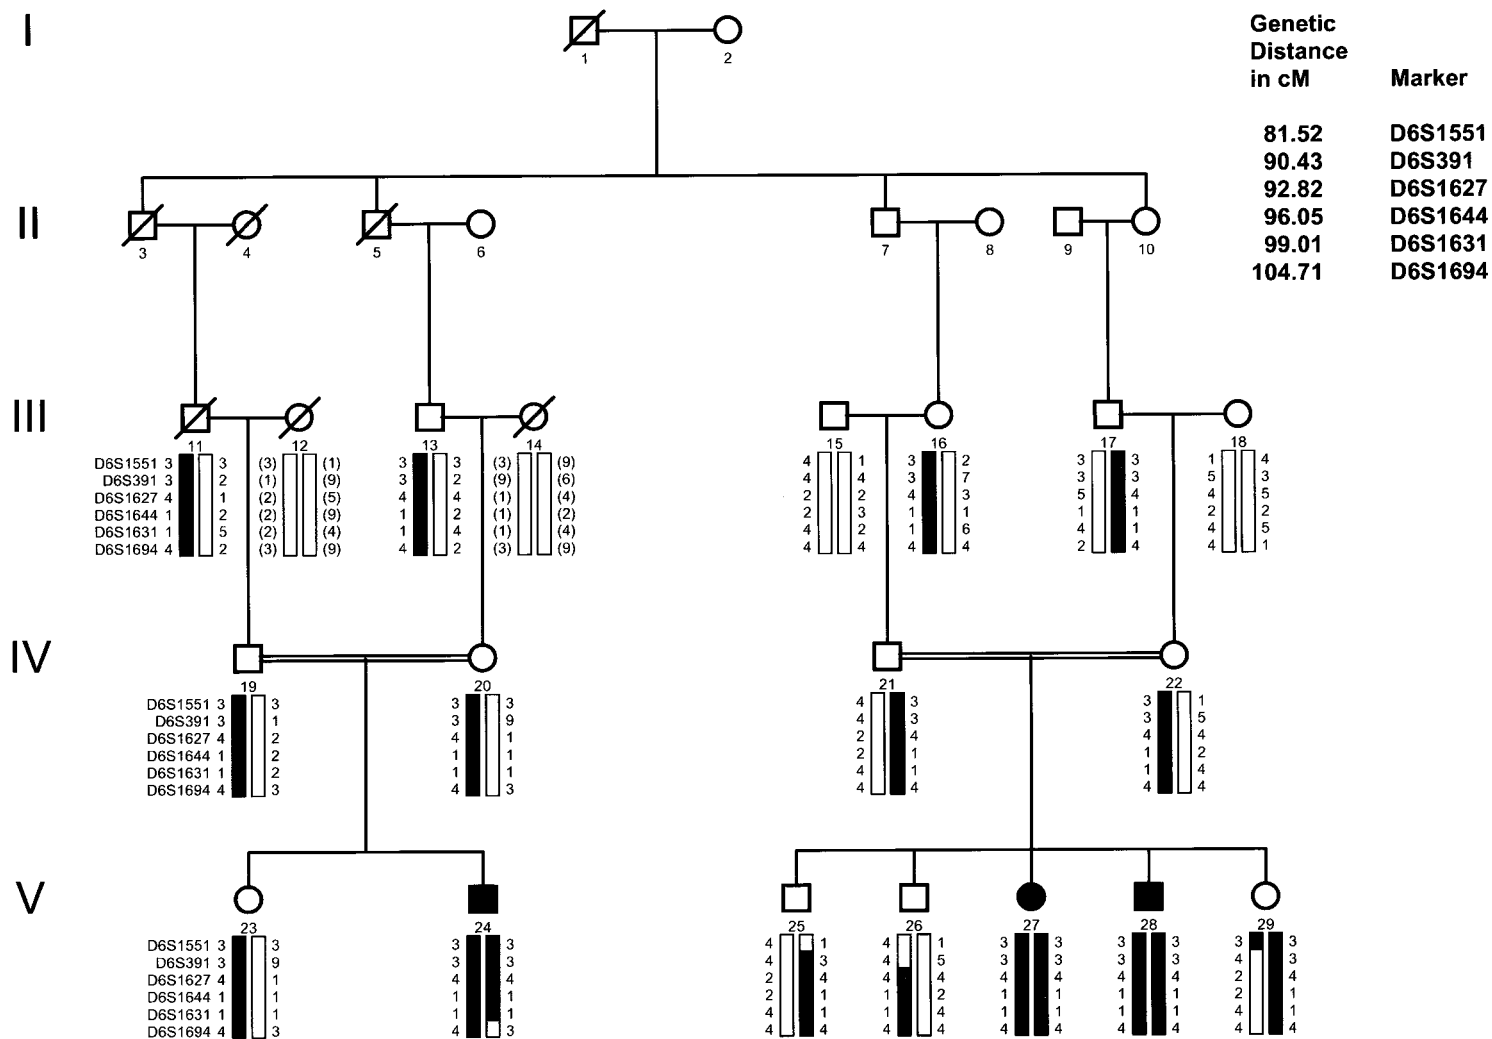 I
1
2
Genetic
Distance
in cM Marker
81.52 D6S1551
90.43 D6S391
92.82 D6S1627
96.05 D6S1644
99.01 D6S1631
104.71 D6S1694
II
3 4 5 6 7 8 9 10
III
11 12 13 14 15 16 17 18
D6S1551 3 3 (3) (1) 3 3 (3) (9) 4 1 3 2 3 3 1 4
D6S391 3 2 (1) (9) 3 2 (9) (6) 4 4 3 7 3 3 5 3
D6S1627 4 1 (2) (5) 4 4 (1) (4) 2 2 4 3 5 4 4 5
D6S1644 1 2 (2) (9) 1 2 (1) (2) 2 3 1 1 1 1 2 2
D6S1631 1 5 (2) (4) 1 4 (1) (4) 4 2 1 6 4 1 4 5
D6S1694 4 2 (3) (9) 4 2 (3) (9) 4 4 4 4 2 4 4 1
IV
19 20 21 22
D6S1551 3 3 3 3 4 3 3 1
D6S391 3 1 3 9 4 3 3 5
D6S1627 4 2 4 1 2 4 4 4
D6S1644 1 2 1 1 2 1 1 2
D6S1631 1 2 1 1 4 1 1 4
D6S1694 4 3 4 3 4 4 4 4
V
23 24 25 26 27 28 29
D6S1551 3 3 3 3 4 1 4 1 3 3 3 3 3 3
D6S391 3 9 3 3 4 3 4 5 3 3 3 3 4 3
D6S1627 4 1 4 4 2 4 4 4 4 4 4 4 2 4
D6S1644 1 1 1 1 2 1 1 2 1 1 1 1 2 1
D6S1631 1 1 1 1 4 1 1 4 1 1 1 1 4 1
D6S1694 4 3 4 3 4 4 4 4 4 4 4 4 4 4